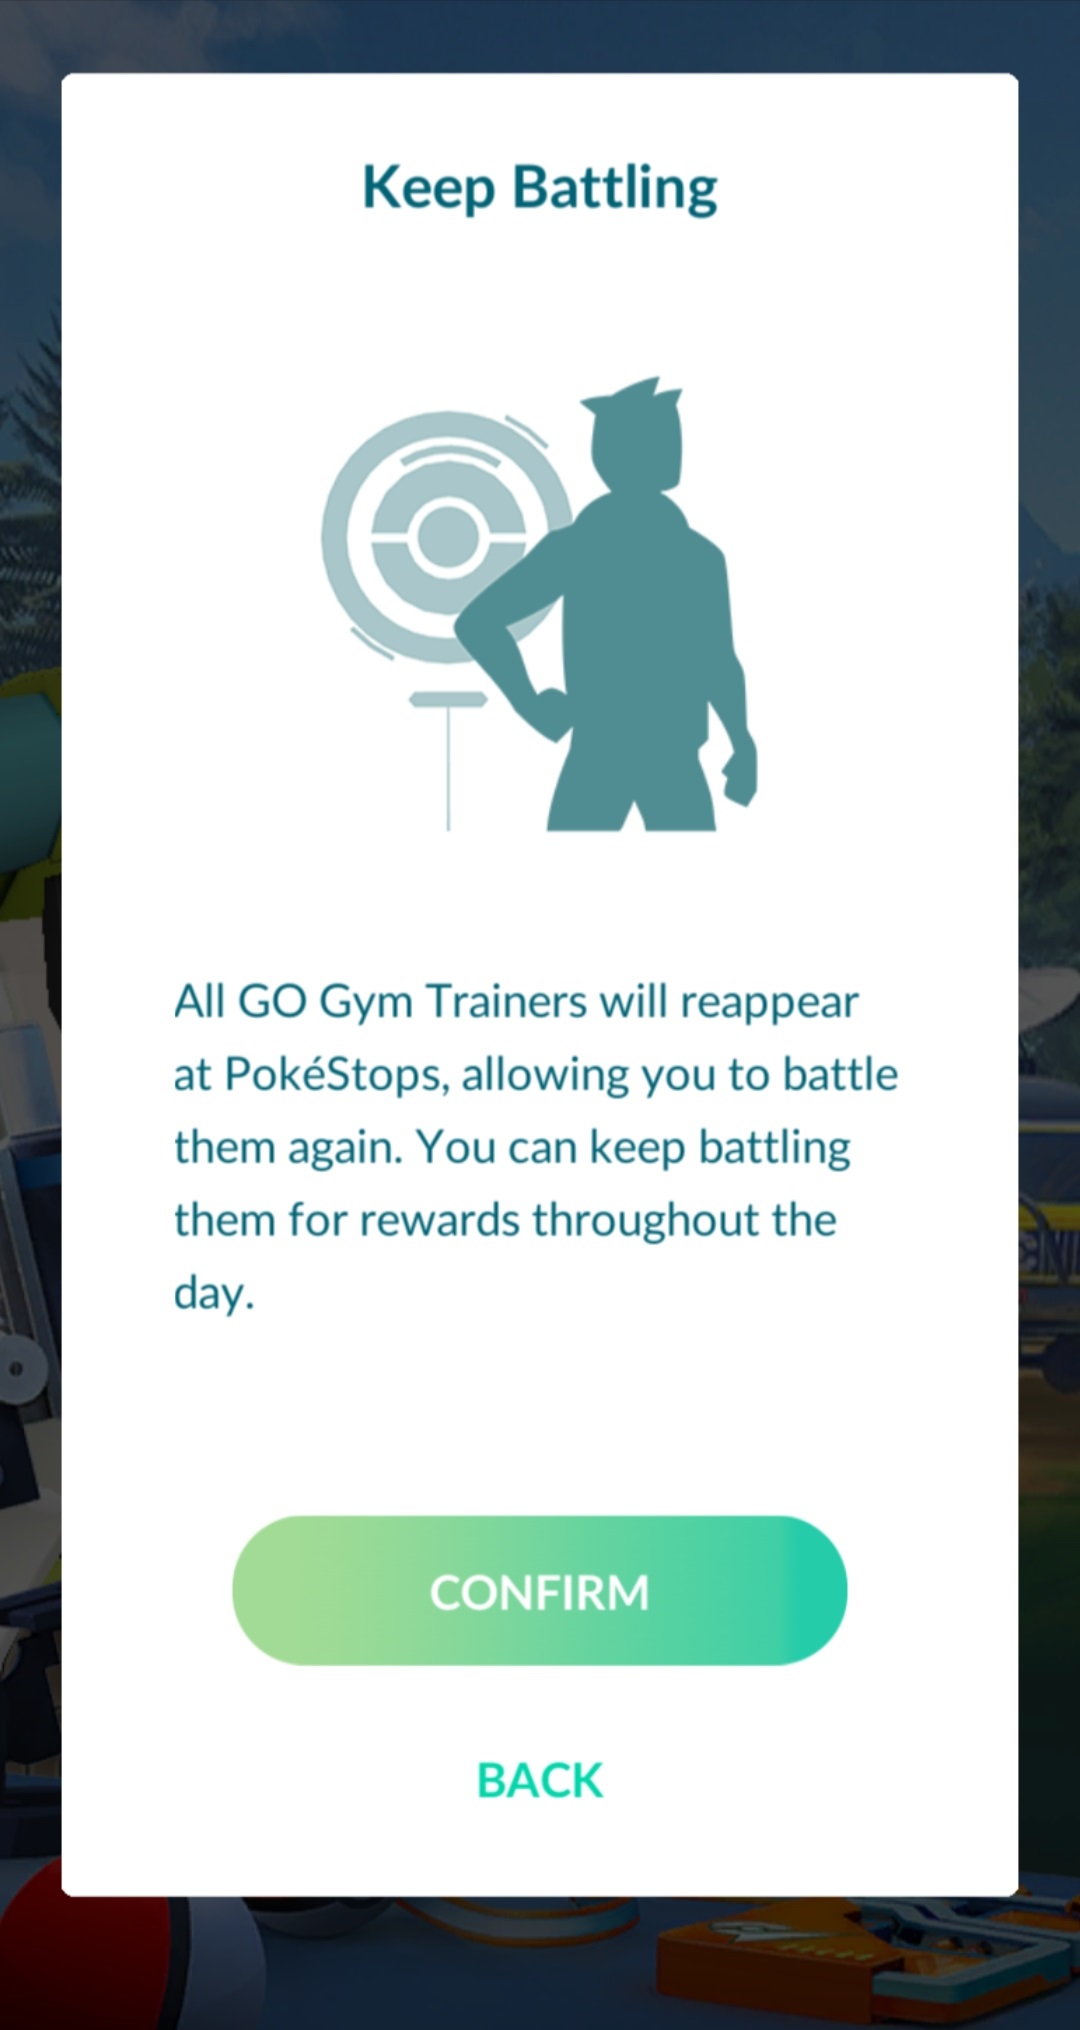 Keep Battling
All GO Gym Trainers will reappear
at PokéStops, allowing you to battle
them again. You can keep battling
them for rewards throughout the
day.
CONFIRM
BACK